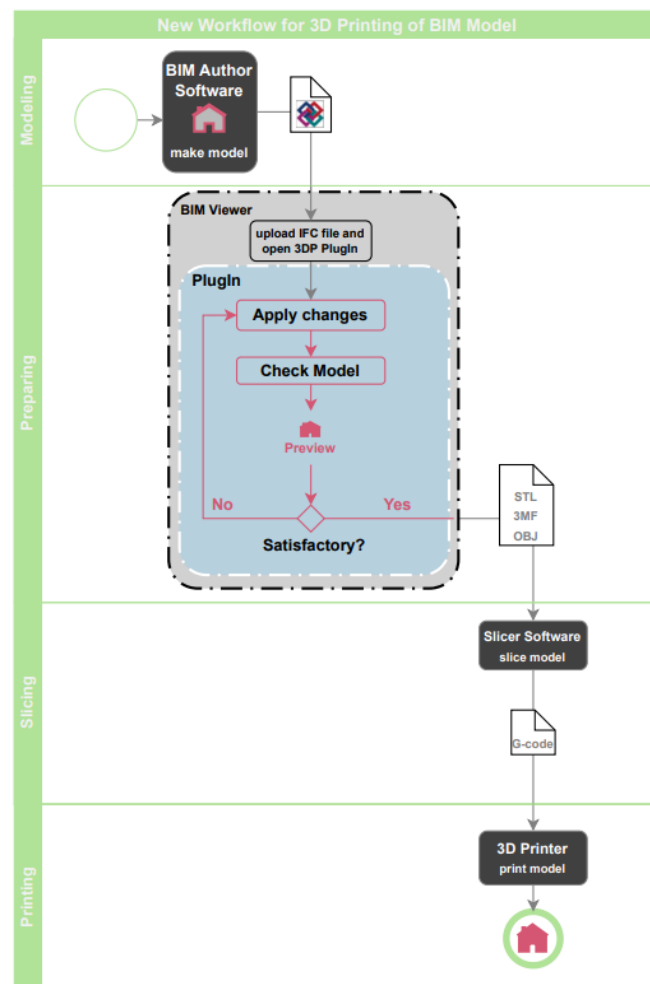 New Workflow for 3D Printing of BIM Model
Modeling
BIM Author
Software
make model
Preparing
BIM Viewer
upload IFC file and
open 3DP PlugIn
PlugIn
Apply changes
Check Model
Preview
No
Yes
Satisfactory?
STL
3MF
OBJ
Slicing
Slicer Software
slice model
G-code
Printing
3D Printer
print model